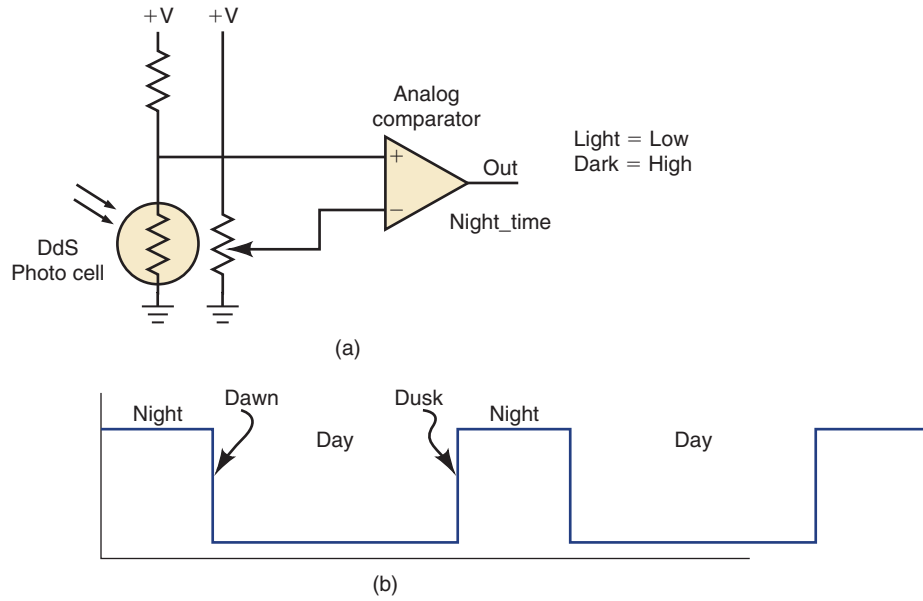 +V
+V
Analog
comparator
Light = Low
Dark = High
+
Out
−
Night_time
DdS
Photo cell
(a)
Night
Dawn
Day
Dusk
Night
Day
(b)